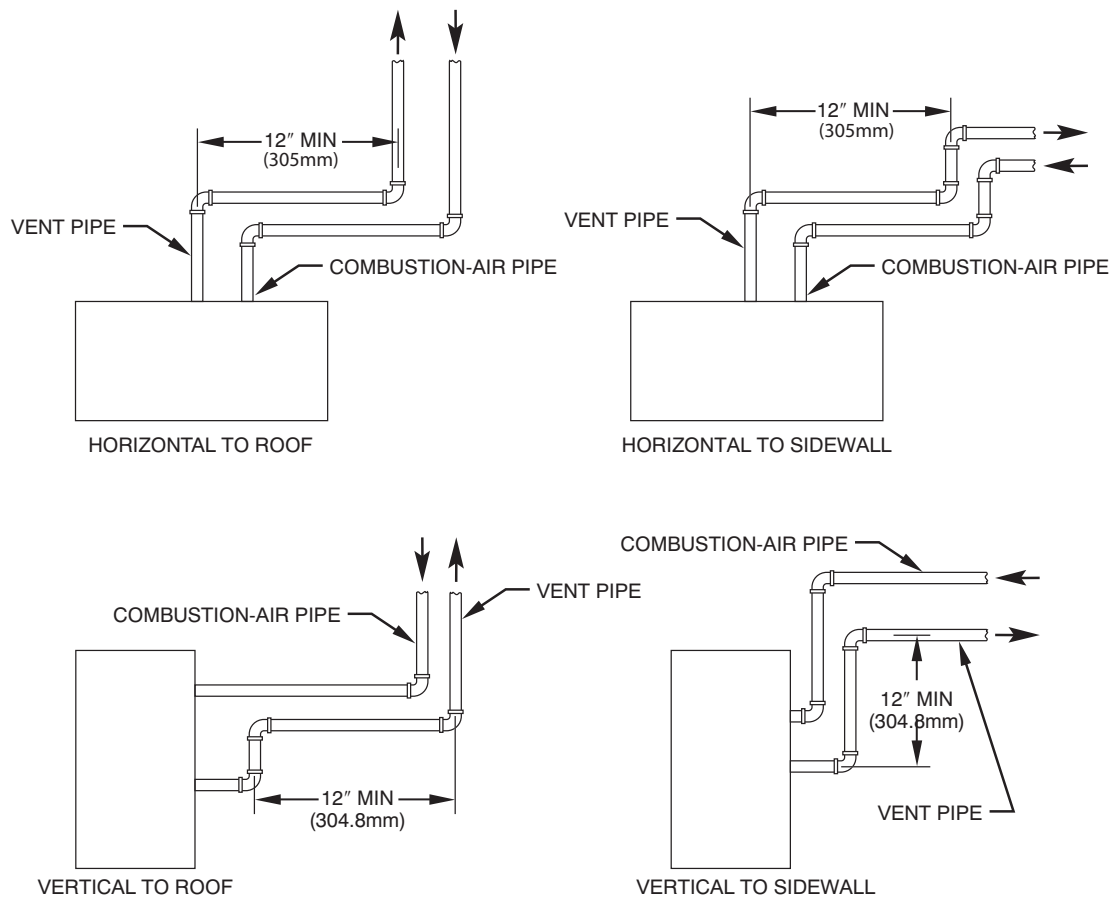 12″ MIN
(305mm)
VENT PIPE
COMBUSTION-AIR PIPE
HORIZONTAL TO ROOF
12″ MIN
(305mm)
VENT PIPE
COMBUSTION-AIR PIPE
HORIZONTAL TO SIDEWALL
COMBUSTION-AIR PIPE
VENT PIPE
12″ MIN
(304.8mm)
VERTICAL TO ROOF
COMBUSTION-AIR PIPE
12″ MIN
(304.8mm)
VENT PIPE
VERTICAL TO SIDEWALL